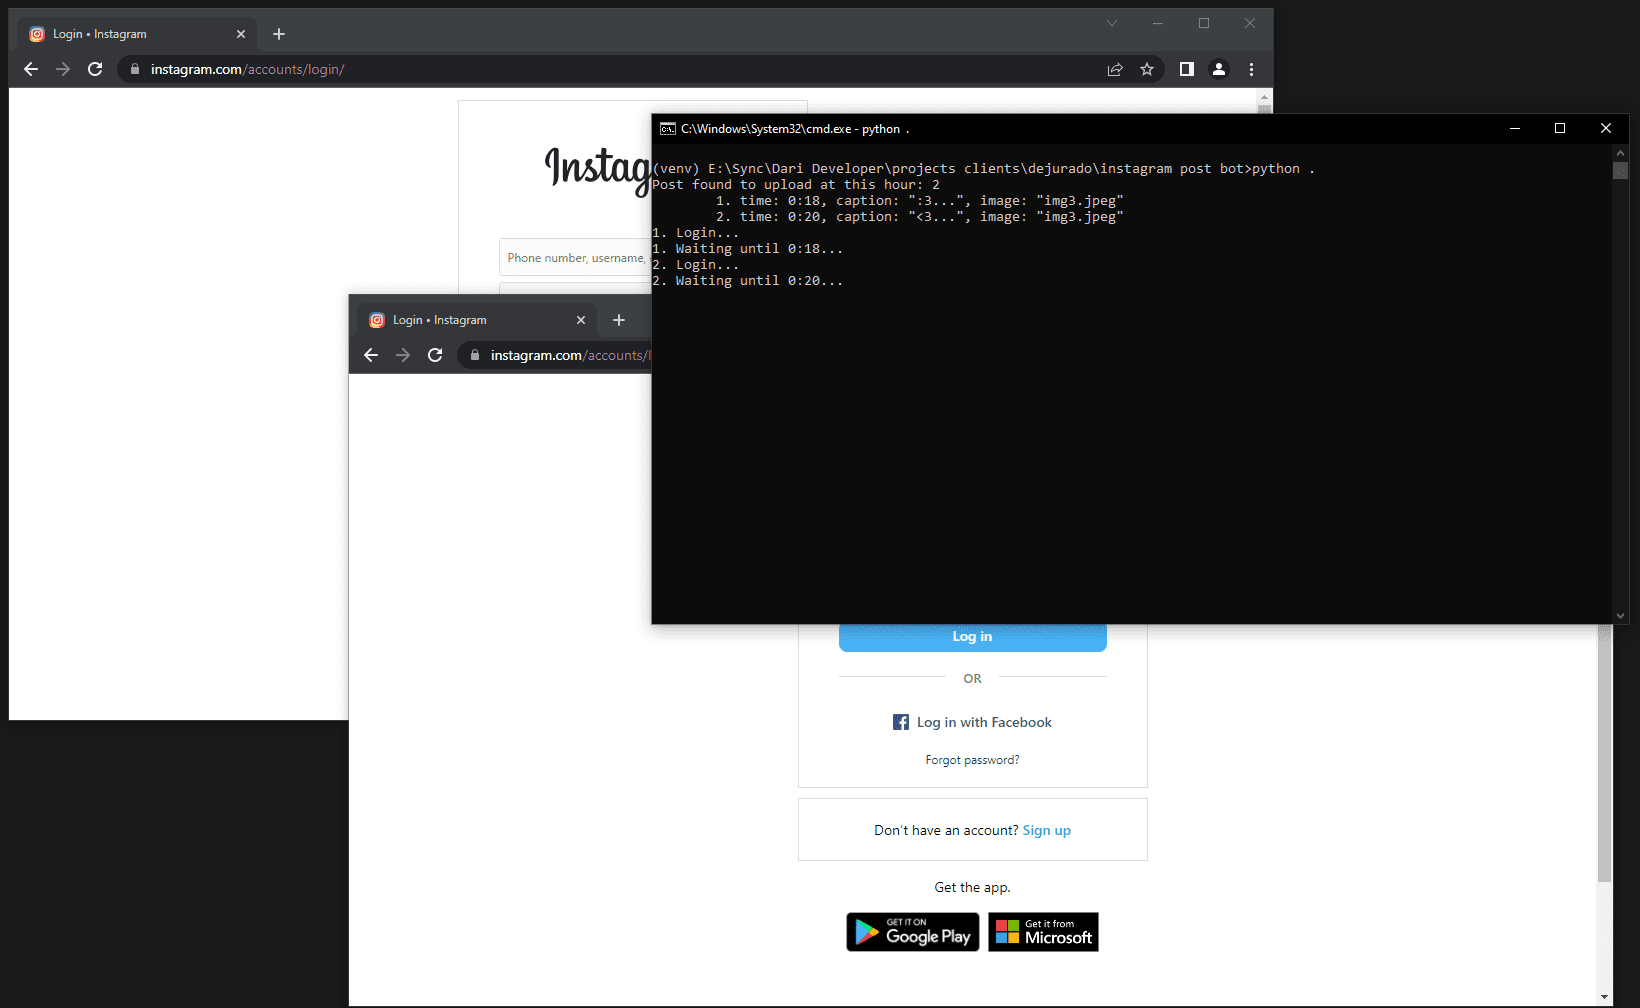 Login • Instagram
instagram.com/accounts/login/
C:\Windows\System32\cmd.exe - python .
(venv) E:\Sync\Dari Developer\projects clients\dejurado\instagram post bot>python .
Post found to upload at this hour: 2
1. time: 0:18, caption: ":3...", image: "img3.jpeg"
2. time: 0:20, caption: "<3...", image: "img3.jpeg"
1. Login...
1. Waiting until 0:18...
2. Login...
2. Waiting until 0:20...
Instag
Phone number, username,
Login • Instagram
instagram.com/accounts/
Log in
OR
Log in with Facebook
Forgot password?
Don't have an account? Sign up
Get the app.
GET IT ON
Google Play
Get it from
Microsoft